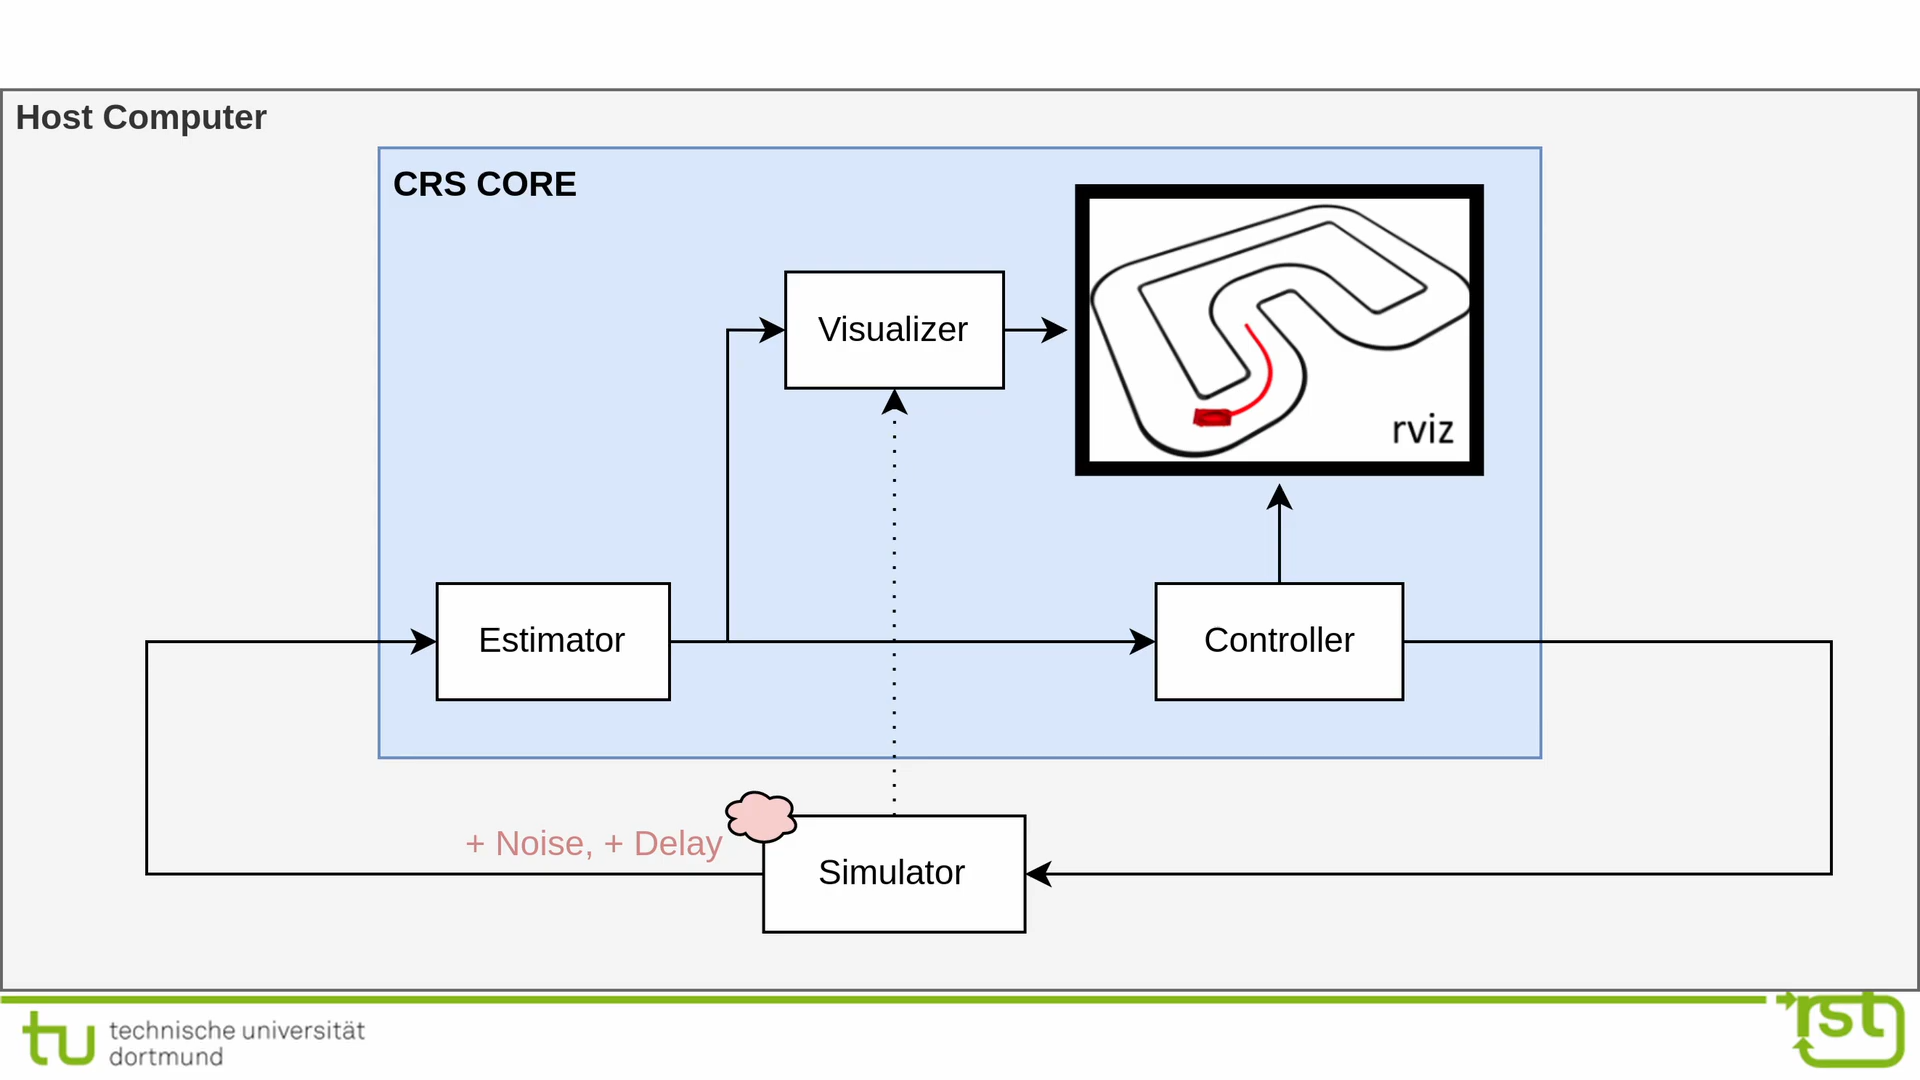 Host Computer
CRS CORE
Visualizer
rviz
Estimator
Controller
+ Noise, + Delay
Simulator
tu technische universität
dortmund
rst